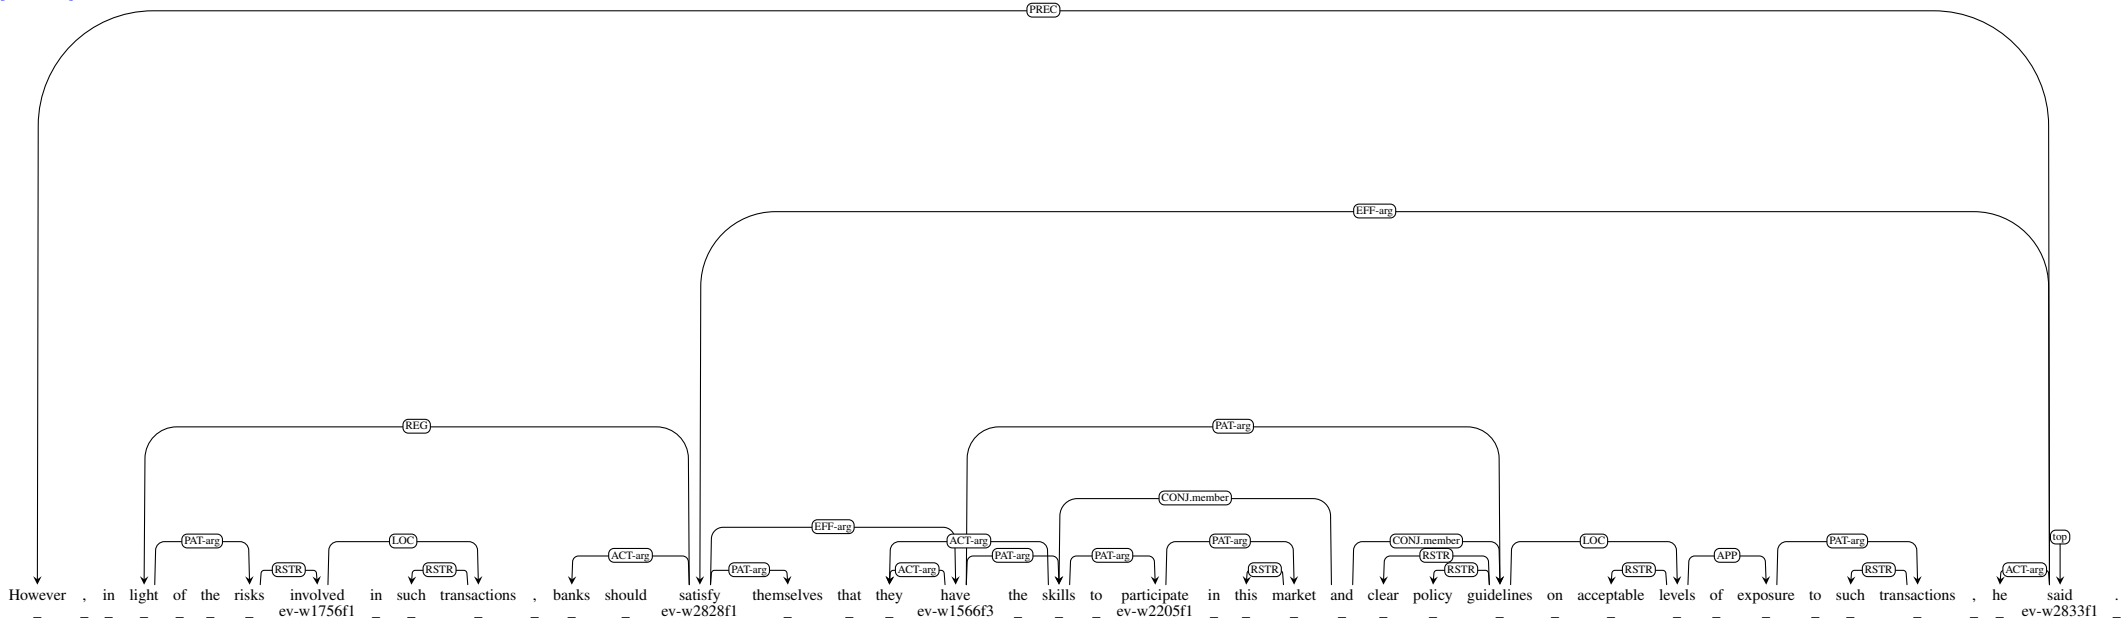 PREC
EFF-arg
REG PAT-arg
CONJ.member
EFF-arg
PAT-arg LOC ACT-arg PAT-arg CONJ.member LOC PAT-arg top
ACT-arg PAT-arg PAT-arg RSTR APP
RSTR RSTR PAT-arg ACT-arg RSTR RSTR RSTR RSTR ACT-arg
However , in light of the risks involved in such transactions , banks should satisfy themselves that they have the skills to participate in this market and clear policy guidelines on acceptable levels of exposure to such transactions , he said .
ev-w1756f1 ev-w2828f1 ev-w1566f3 ev-w2205f1 ev-w2833f1
_ _ _ _ _ _ _ _ _ _ _ _ _ _ _ _ _ _ _ _ _ _ _ _ _ _ _ _ _ _ _ _ _ _ _ _ _